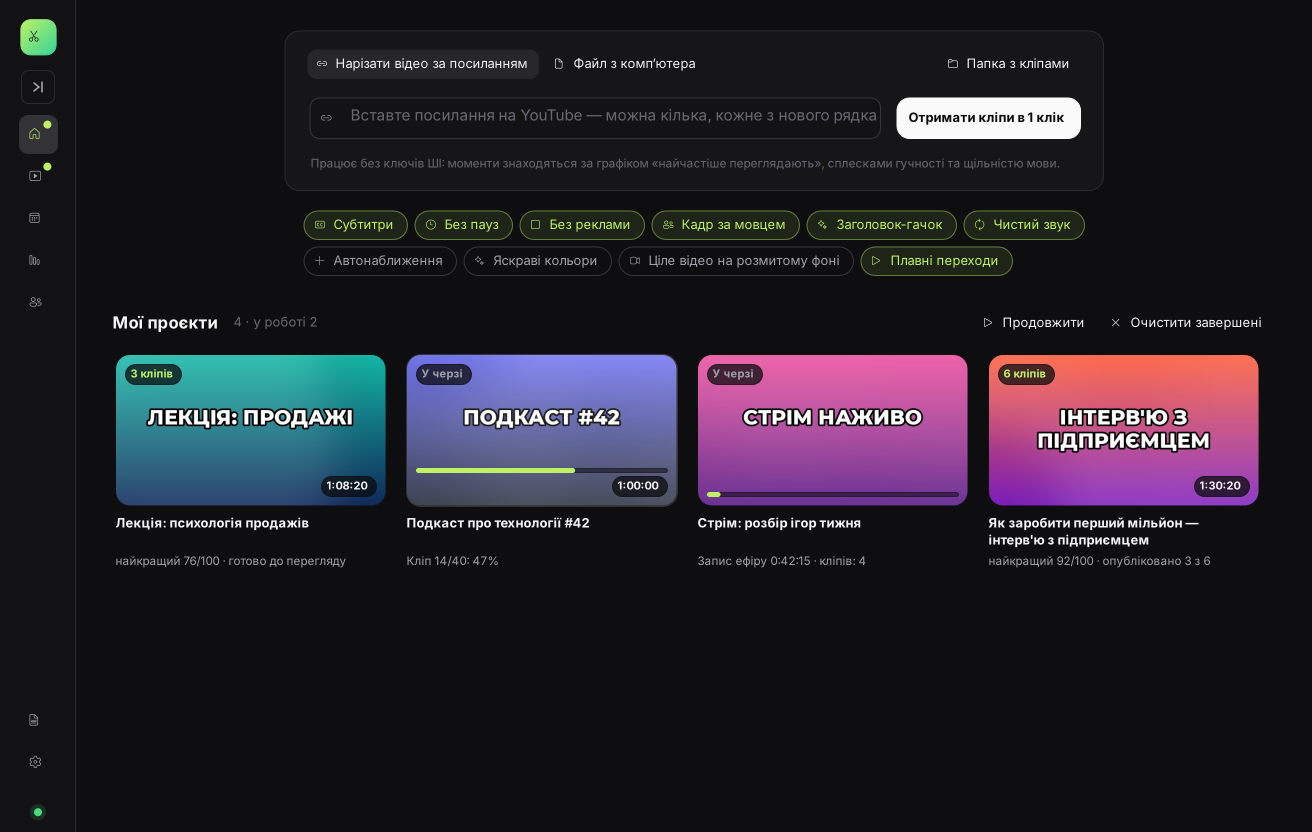 Нарізати відео за посиланням
Файл з комп'ютера
Папка з кліпами
Вставте посилання на YouTube — можна кілька, кожне з нового рядка
Отримати кліпи в 1 клік
Працює без ключів ШІ: моменти знаходяться за графіком «найчастіше переглядають», сплесками гучності та щільністю мови.
Субтитри
Без пауз
Без реклами
Кадр за мовцем
Заголовок-гачок
Чистий звук
Автонаближення
Яскраві кольори
Ціле відео на розмитому фоні
Плавні переходи
Мої проєкти
4 · у роботі 2
Продовжити
Очистити завершені
3 кліпів
ЛЕКЦІЯ: ПРОДАЖІ
1:08:20
Лекція: психологія продажів
найкращий 76/100 · готово до перегляду
У черзі
ПОДКАСТ #42
1:00:00
Подкаст про технології #42
Кліп 14/40: 47%
У черзі
СТРІМ НАЖИВО
Стрім: розбір ігор тижня
Запис ефіру 0:42:15 · кліпів: 4
6 кліпів
ІНТЕРВ'Ю З
ПІДПРИЄМЦЕМ
1:30:20
Як заробити перший мільйон —
інтерв'ю з підприємцем
найкращий 92/100 · опубліковано 3 з 6